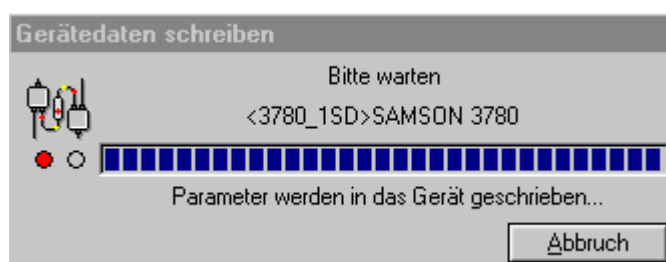 Gerätedaten schreiben
Bitte warten
<3780_1SD>SAMSON 3780
Parameter werden in das Gerät geschrieben...
Abbruch